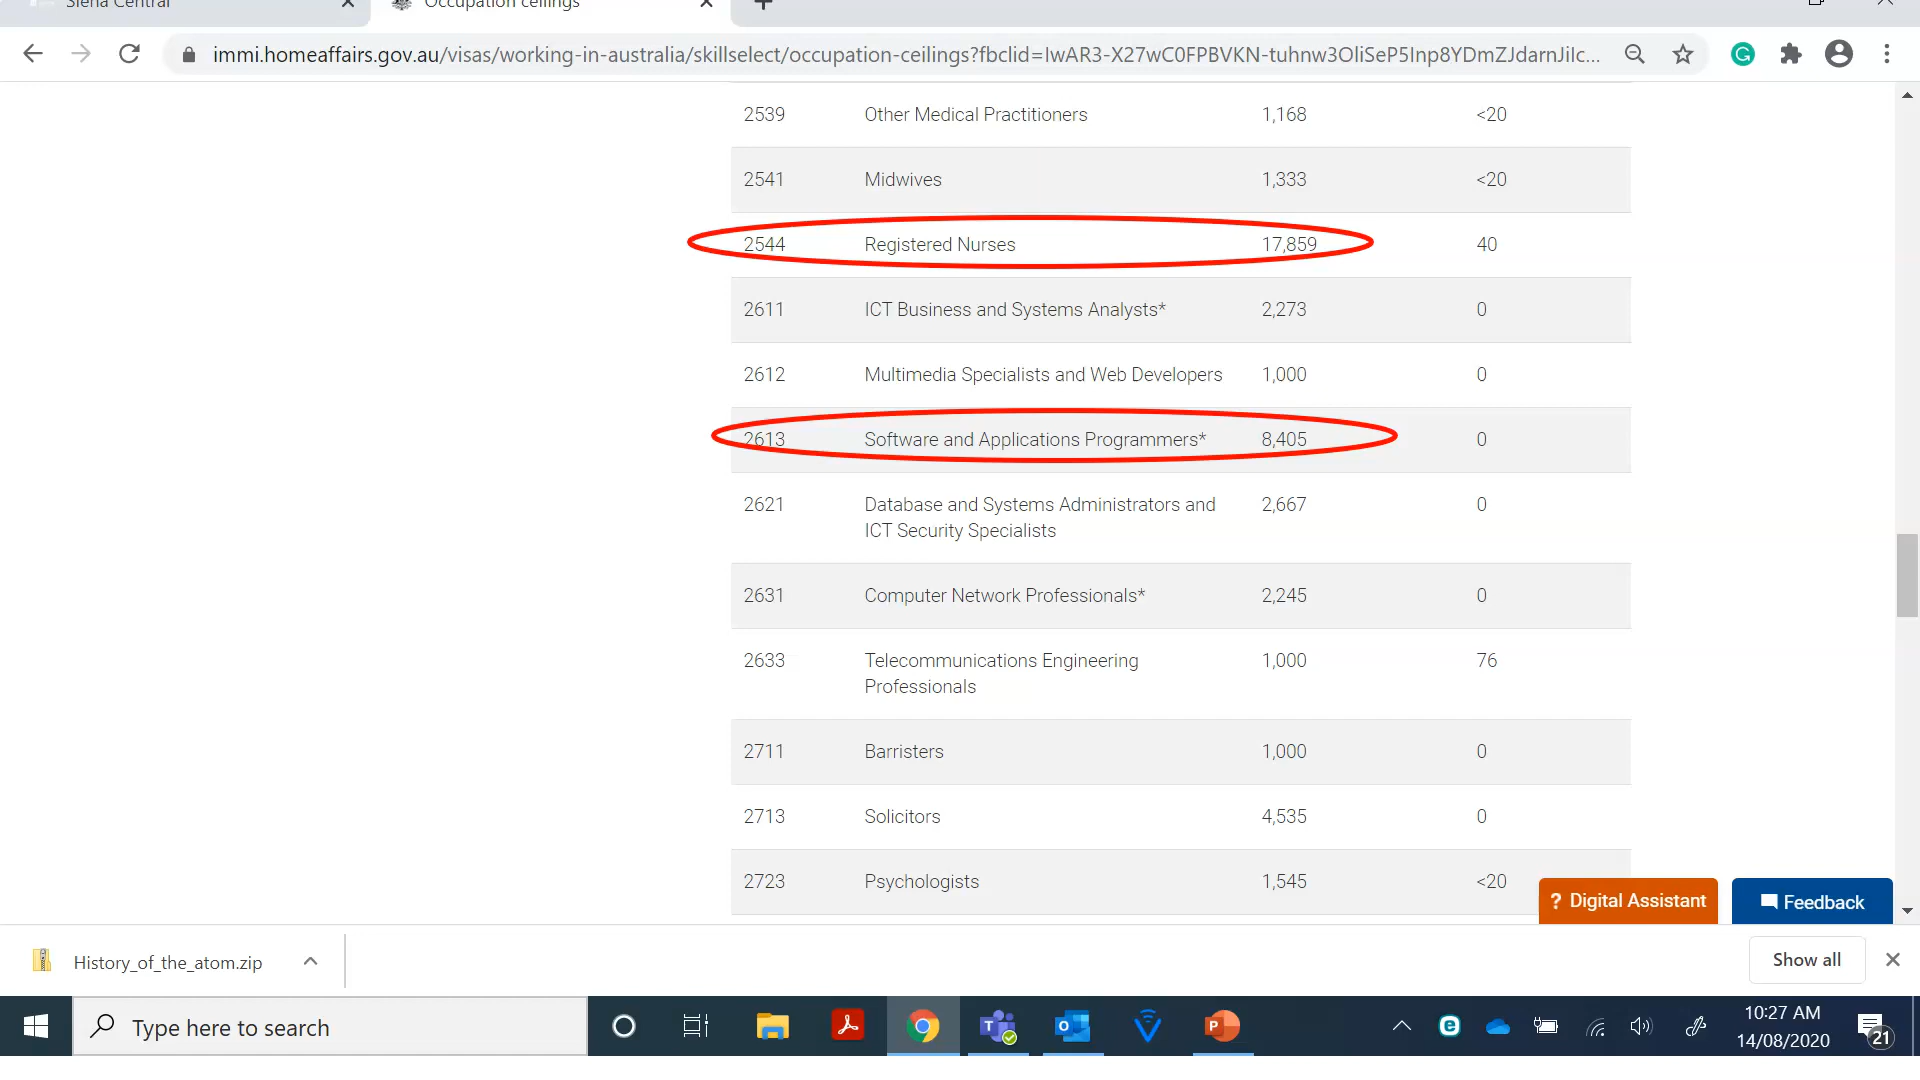 Siena Central
Occupation ceilings
immi.homeaffairs.gov.au/visas/working-in-australia/skillselect/occupation-ceilings?fbclid=IwAR3-X27wC0FPBVKN-tuhnw3OliSeP5Inp8YDmZJdarnJiIc...
2539 Other Medical Practitioners 1,168 <20
2541 Midwives 1,333 <20
2544 Registered Nurses 17,859 40
2611 ICT Business and Systems Analysts* 2,273 0
2612 Multimedia Specialists and Web Developers 1,000 0
2613 Software and Applications Programmers* 8,405 0
2621 Database and Systems Administrators and 2,667 0
ICT Security Specialists
2631 Computer Network Professionals* 2,245 0
2633 Telecommunications Engineering 1,000 76
Professionals
2711 Barristers 1,000 0
2713 Solicitors 4,535 0
2723 Psychologists 1,545 <20
? Digital Assistant
Feedback
History_of_the_atom.zip
Show all
Type here to search
10:27 AM
14/08/2020
21